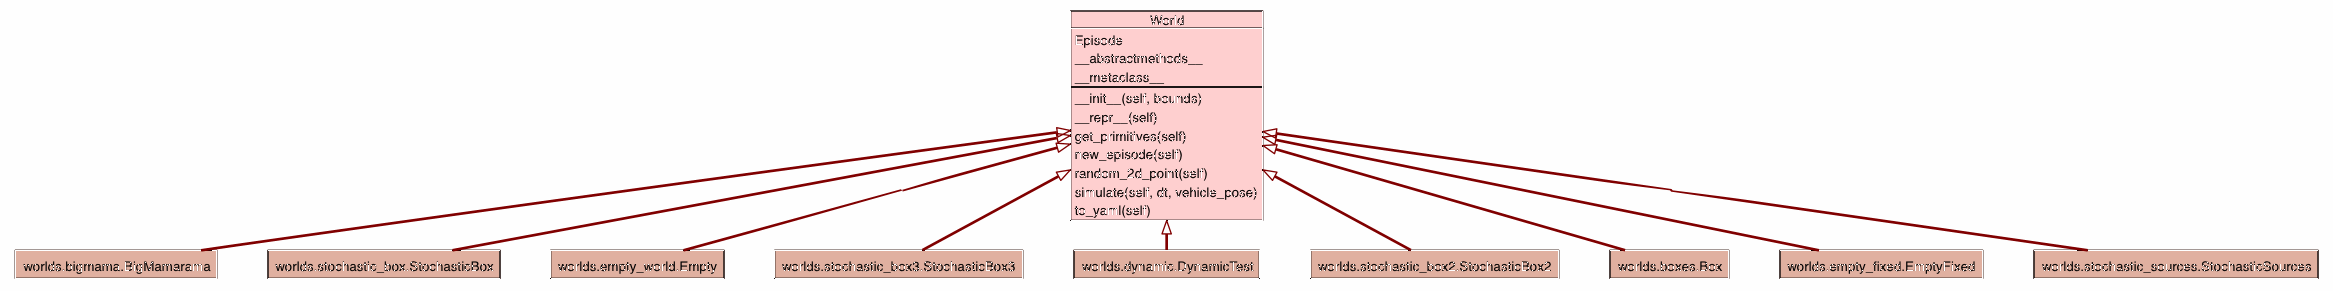 World
Episode
__abstractmethods__
__metaclass__
__init__(self, bounds)
__repr__(self)
get_primitives(self)
new_episode(self)
random_2d_point(self)
simulate(self, dt, vehicle_pose)
to_yaml(self)
worlds.bigmama.BigMamarama
worlds.stochastic_box.StochasticBox
worlds.empty_world.Empty
worlds.stochastic_box3.StochasticBox3
worlds.dynamic.DynamicTest
worlds.stochastic_box2.StochasticBox2
worlds.boxes.Box
worlds.empty_fixed.EmptyFixed
worlds.stochastic_sources.StochasticSources